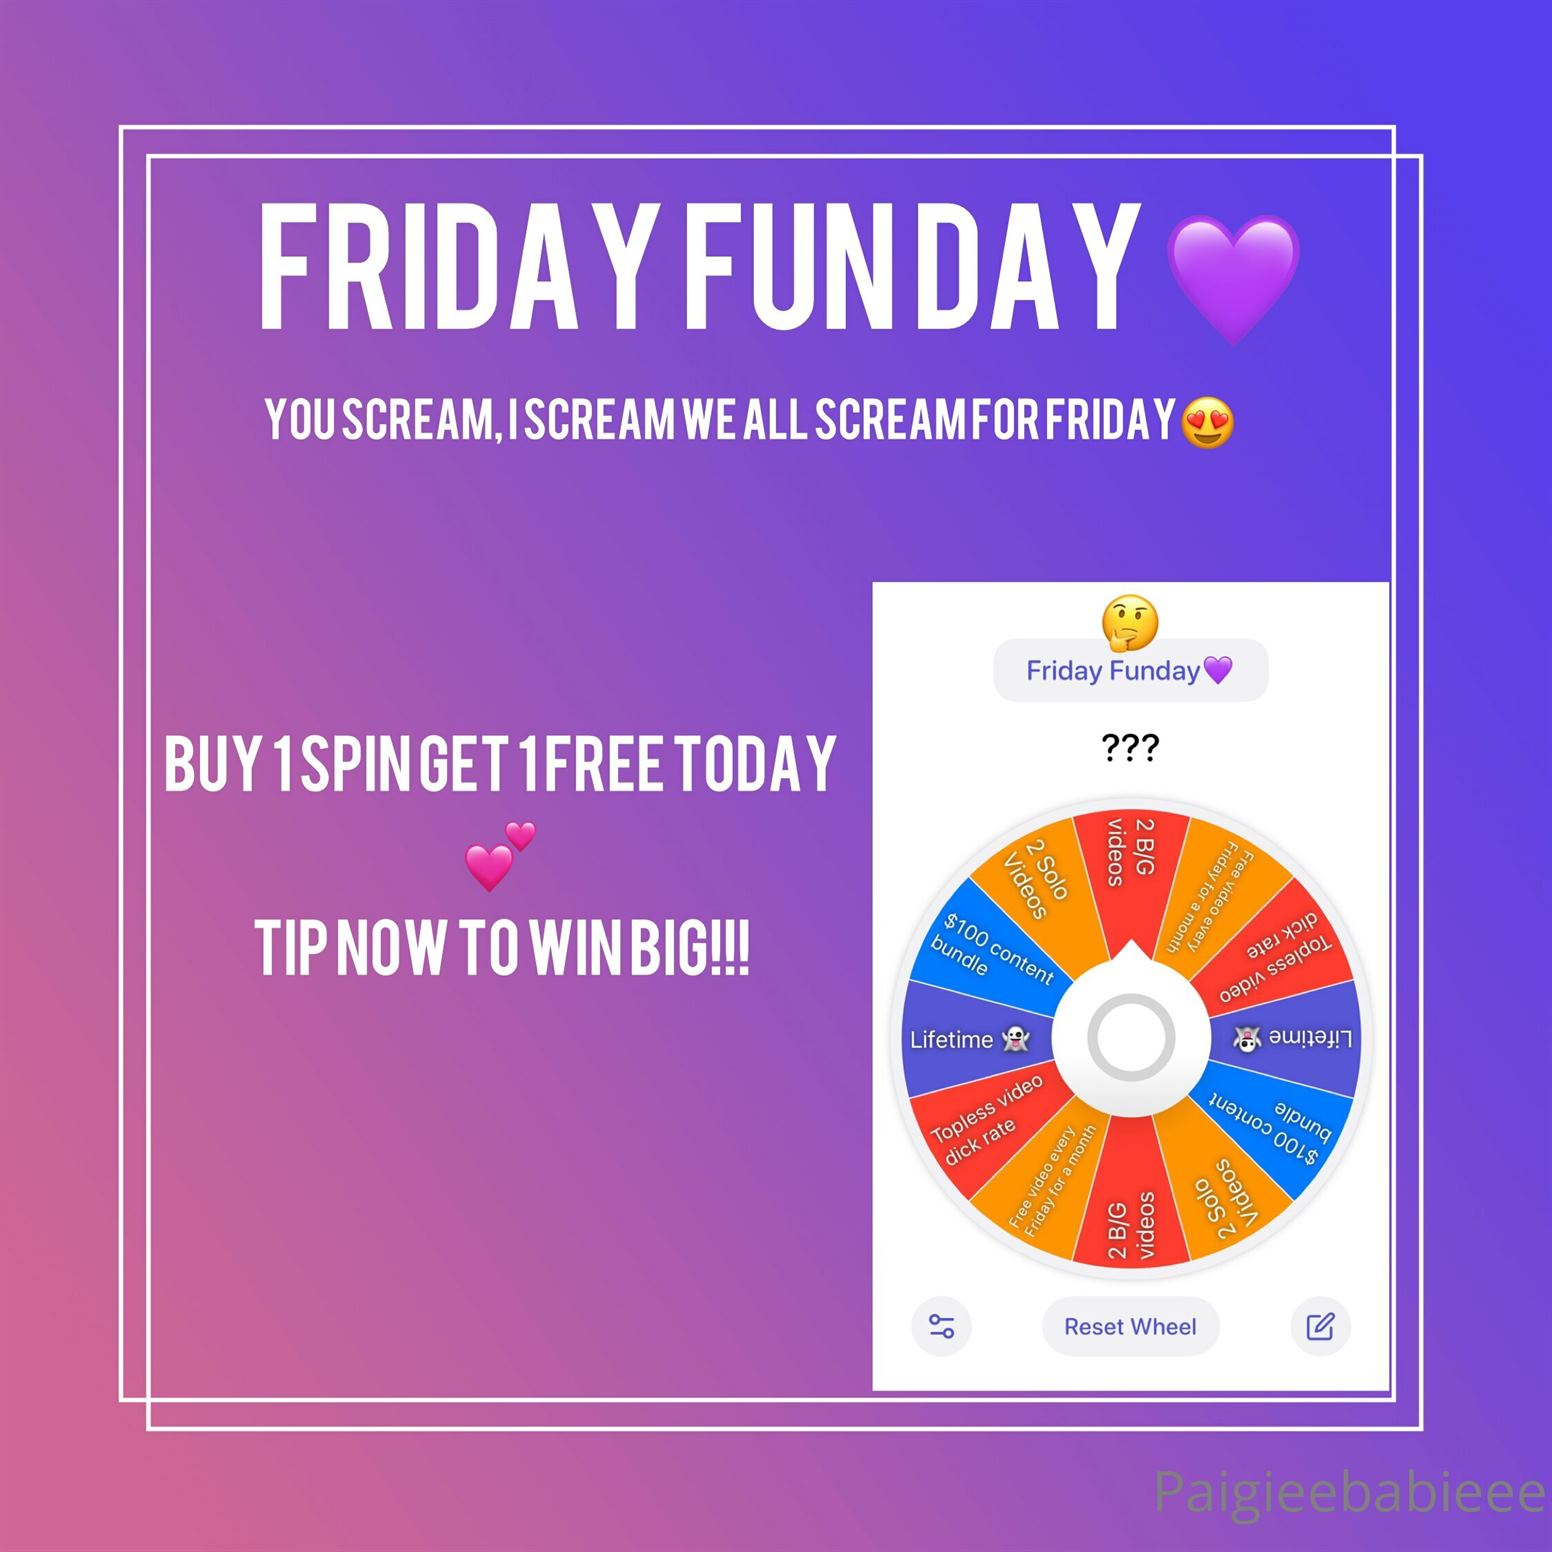 FRIDAY FUN DAY 💜
YOU SCREAM, I SCREAM WE ALL SCREAM FOR FRIDAY 😍
BUY 1 SPIN GET 1 FREE TODAY
💕
TIP NOW TO WIN BIG!!!
🤔
Friday Funday💜
???
2 B/G
videos
Free video every
Friday for a month
Topless video
dick rate
Lifetime 👻
$100 content
bundle
2 Solo
Videos
2 B/G
videos
Free video every
Friday for a month
Topless video
dick rate
Lifetime 👻
$100 content
bundle
2 Solo
Videos
Reset Wheel
Paigieebabieee